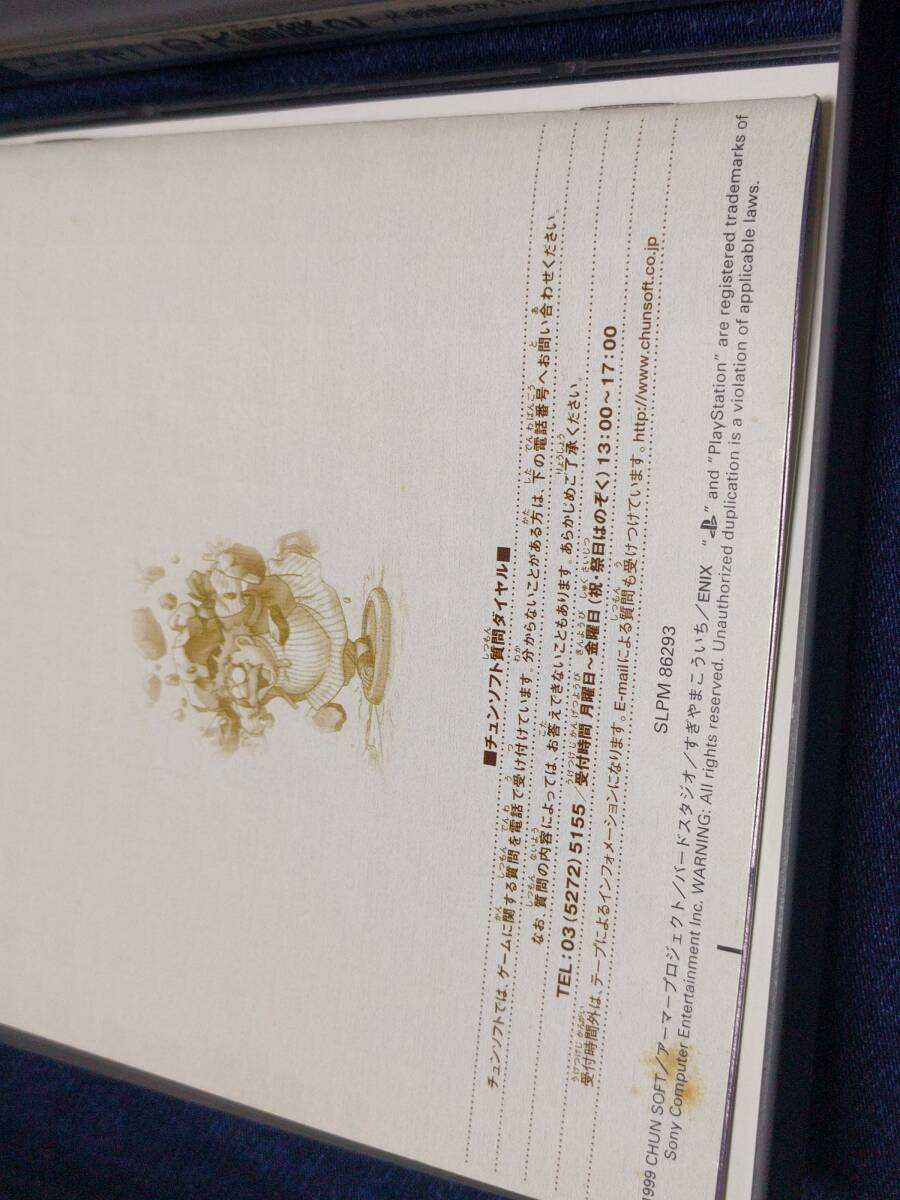 ■チュンソフト質問ダイヤル■
チュンソフトでは、ゲームに関する質問を電話で受け付けています。分からないことがある方は、下の電話番号へお問い合わせください。
なお、質問の内容によっては、お答えできないこともあります。あらかじめご了承ください。
TEL:03(5272)5155/受付時間 月曜日～金曜日(祝・祭日はのぞく)13:00～17:00
受付時間外は、テープによるインフォメーションになります。E-mailによる質問も受けつけています。http://www.chunsoft.co.jp
SLPM 86293
1999 CHUN SOFT/アーマープロジェクト/バードスタジオ/すぎやまこういち/ENIX “ ” and “PlayStation” are registered trademarks of
Sony Computer Entertainment Inc. WARNING: All rights reserved. Unauthorized duplication is a violation of applicable laws.